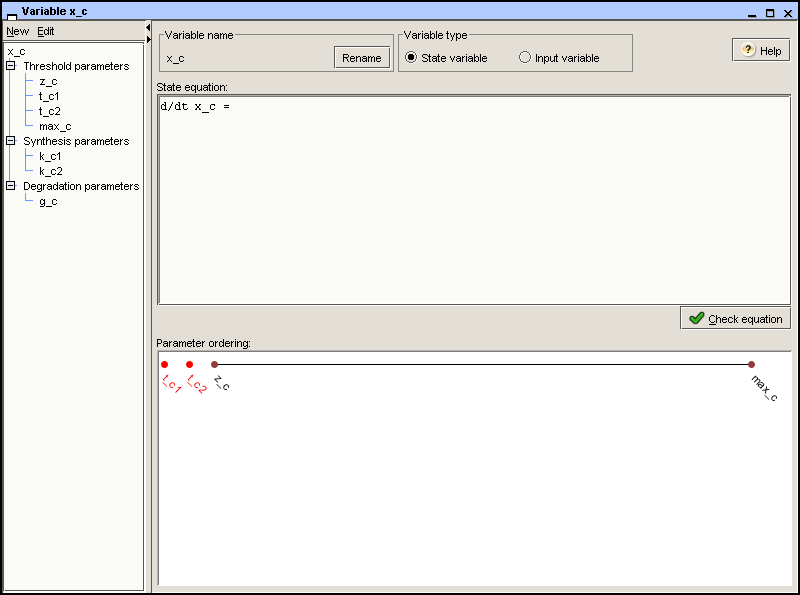 Variable x_c
New Edit
x_c
Threshold parameters
z_c
t_c1
t_c2
max_c
Synthesis parameters
k_c1
k_c2
Degradation parameters
g_c
Variable name
x_c
Rename
Variable type
State variable
Input variable
Help
State equation:
d/dt x_c =
Check equation
Parameter ordering:
t_c1
t_c2
z_c
max_c